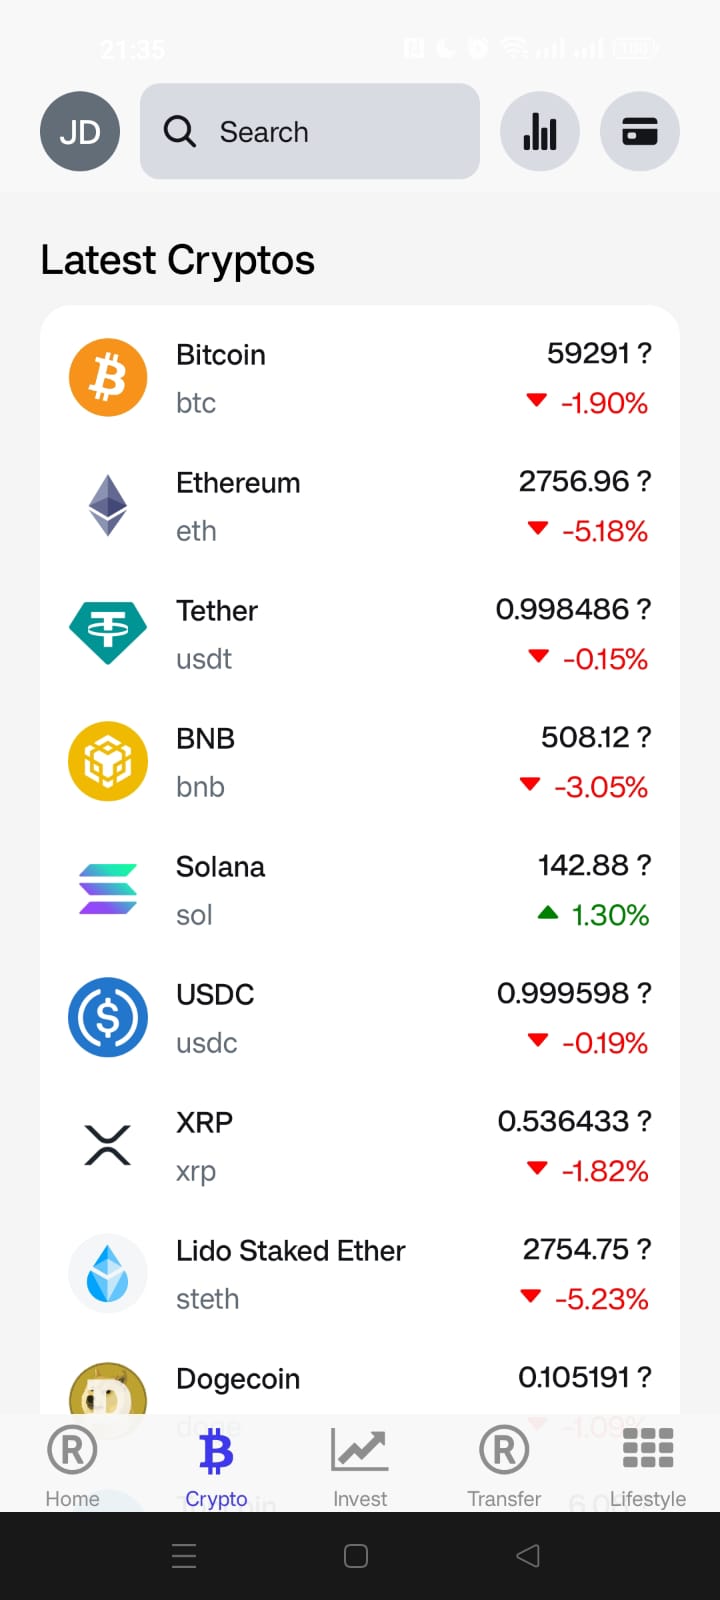 21:35
JD
Search
Latest Cryptos
Bitcoin 59291 ?
btc -1.90%
Ethereum 2756.96 ?
eth -5.18%
Tether 0.998486 ?
usdt -0.15%
BNB 508.12 ?
bnb -3.05%
Solana 142.88 ?
sol 1.30%
USDC 0.999598 ?
usdc -0.19%
XRP 0.536433 ?
xrp -1.82%
Lido Staked Ether 2754.75 ?
steth -5.23%
Dogecoin 0.105191 ?
doge -1.09%
Home Crypto Invest Transfer Lifestyle